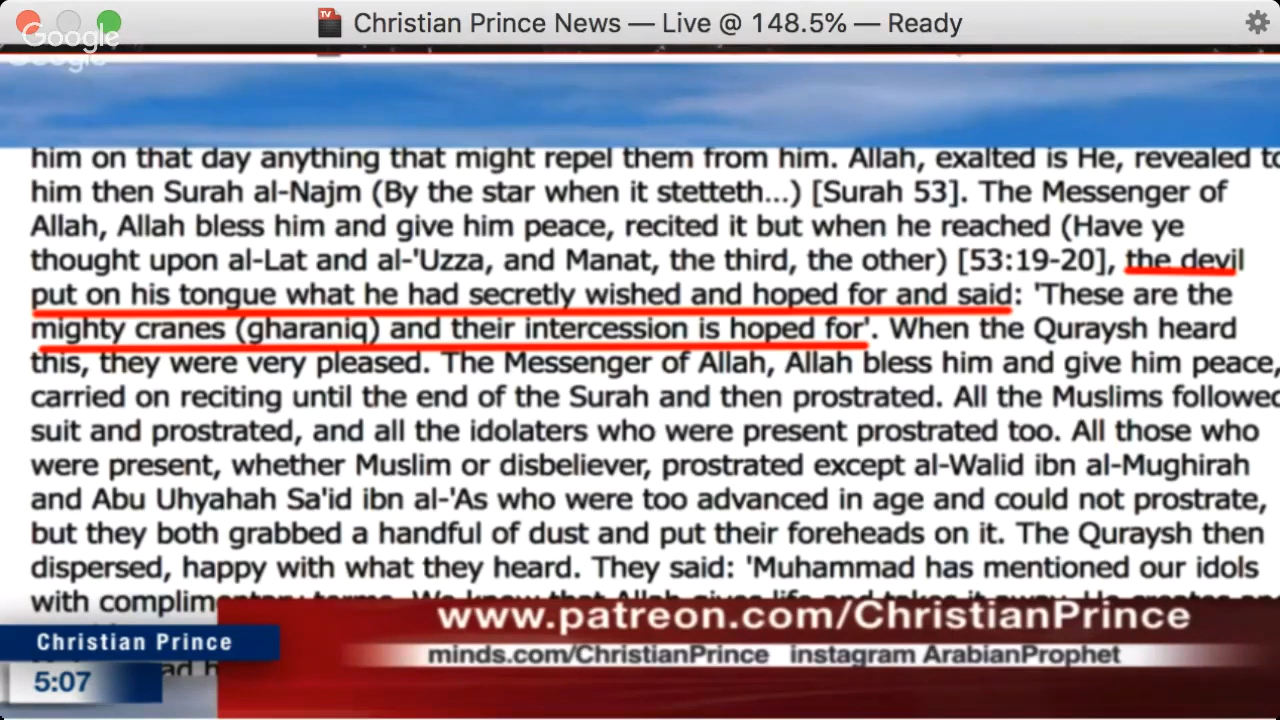 Christian Prince News — Live @ 148.5% — Ready
TV
Google
Google
him on that day anything that might repel them from him. Allah, exalted is He, revealed to
him then Surah al-Najm (By the star when it stetteth...) [Surah 53]. The Messenger of
Allah, Allah bless him and give him peace, recited it but when he reached (Have ye
thought upon al-Lat and al-'Uzza, and Manat, the third, the other) [53:19-20], the devil
put on his tongue what he had secretly wished and hoped for and said: 'These are the
mighty cranes (gharaniq) and their intercession is hoped for'. When the Quraysh heard
this, they were very pleased. The Messenger of Allah, Allah bless him and give him peace,
carried on reciting until the end of the Surah and then prostrated. All the Muslims followed
suit and prostrated, and all the idolaters who were present prostrated too. All those who
were present, whether Muslim or disbeliever, prostrated except al-Walid ibn al-Mughirah
and Abu Uhyahah Sa'id ibn al-'As who were too advanced in age and could not prostrate,
but they both grabbed a handful of dust and put their foreheads on it. The Quraysh then
dispersed, happy with what they heard. They said: 'Muhammad has mentioned our idols
with
www.patreon.com/ChristianPrince
Christian Prince
minds.com/ChristianPrince instagram ArabianProphet
5:07